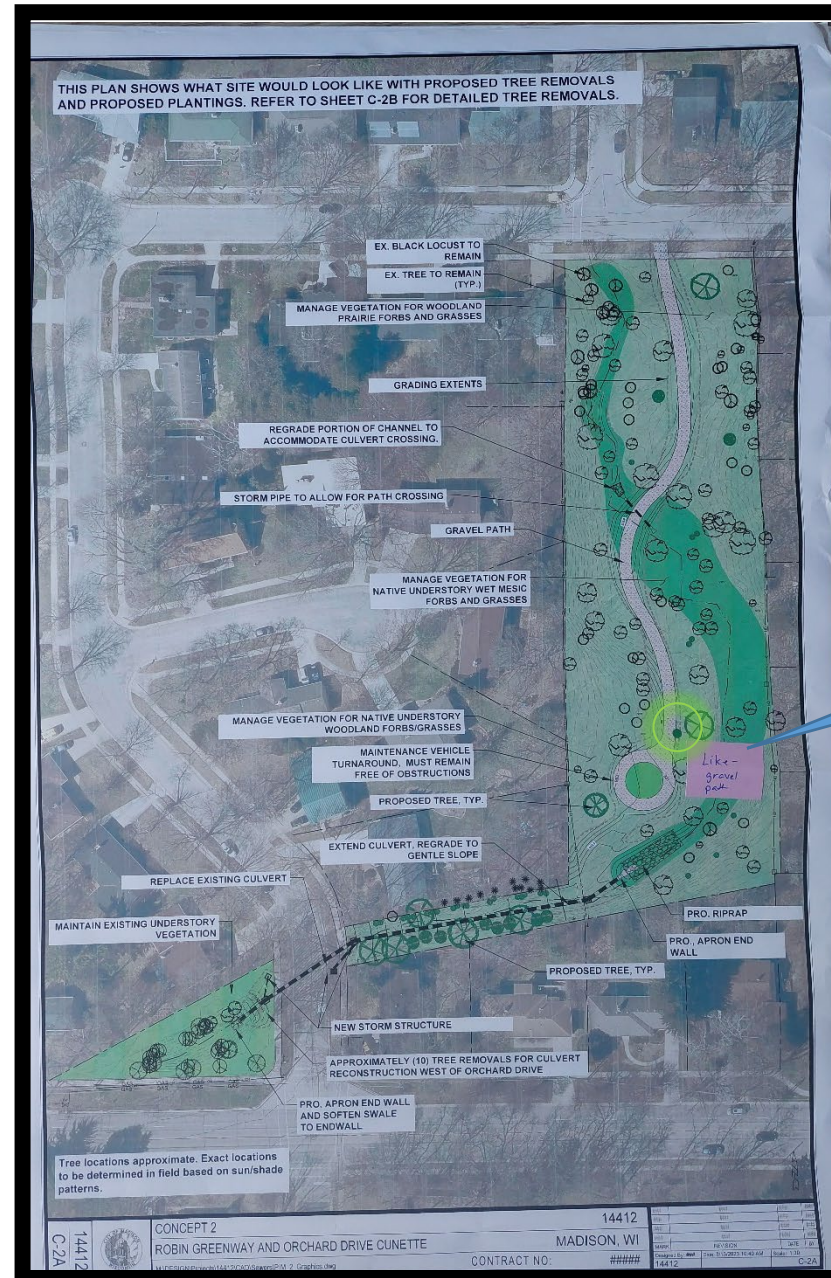 THIS PLAN SHOWS WHAT SITE WOULD LOOK LIKE WITH PROPOSED TREE REMOVALS
AND PROPOSED PLANTINGS. REFER TO SHEET C-2B FOR DETAILED TREE REMOVALS.
EX. BLACK LOCUST TO
REMAIN
EX. TREE TO REMAIN
(TYP.)
MANAGE VEGETATION FOR WOODLAND
PRAIRIE FORBS AND GRASSES
GRADING EXTENTS
REGRADE PORTION OF CHANNEL TO
ACCOMMODATE CULVERT CROSSING.
STORM PIPE TO ALLOW FOR PATH CROSSING
GRAVEL PATH
MANAGE VEGETATION FOR
NATIVE UNDERSTORY WET MESIC
FORBS AND GRASSES
MANAGE VEGETATION FOR NATIVE UNDERSTORY
WOODLAND FORBS/GRASSES
MAINTENANCE VEHICLE
TURNAROUND, MUST REMAIN
FREE OF OBSTRUCTIONS
Like-
gravel
path
PROPOSED TREE, TYP.
EXTEND CULVERT, REGRADE TO
GENTLE SLOPE
REPLACE EXISTING CULVERT
MAINTAIN EXISTING UNDERSTORY
VEGETATION
PRO. RIPRAP
PRO., APRON END
WALL
PROPOSED TREE, TYP.
NEW STORM STRUCTURE
APPROXIMATELY (10) TREE REMOVALS FOR CULVERT
RECONSTRUCTION WEST OF ORCHARD DRIVE
PRO. APRON END WALL
AND SOFTEN SWALE
TO ENDWALL
Tree locations approximate. Exact locations
to be determined in field based on sun/shade
patterns.
14412
C-2A
CONCEPT 2
14412
ROBIN GREENWAY AND ORCHARD DRIVE CUNETTE
MADISON, WI
CONTRACT NO:
#####
REVISION
DATE
14412
C-2A